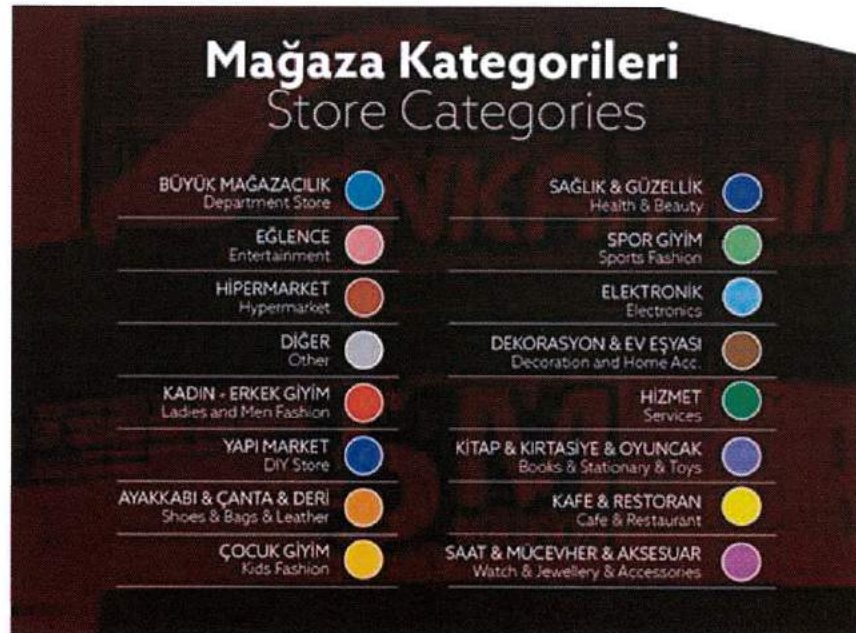 Mağaza Kategorileri
Store Categories
BÜYÜK MAĞAZACILIK
Department Store
EĞLENCE
Entertainment
HİPERMARKET
Hypermarket
DİĞER
Other
KADIN - ERKEK GİYİM
Ladies and Men Fashion
YAPI MARKET
DIY Store
AYAKKABI & ÇANTA & DERİ
Shoes & Bags & Leather
ÇOCUK GİYİM
Kids Fashion
SAĞLIK & GÜZELLİK
Health & Beauty
SPOR GİYİM
Sports Fashion
ELEKTRONİK
Electronics
DEKORASYON & EV EŞYASI
Decoration and Home Acc.
HİZMET
Services
KİTAP & KIRTASİYE & OYUNCAK
Books & Stationary & Toys
KAFE & RESTORAN
Cafe & Restaurant
SAAT & MÜCEVHER & AKSESUAR
Watch & Jewellery & Accessories